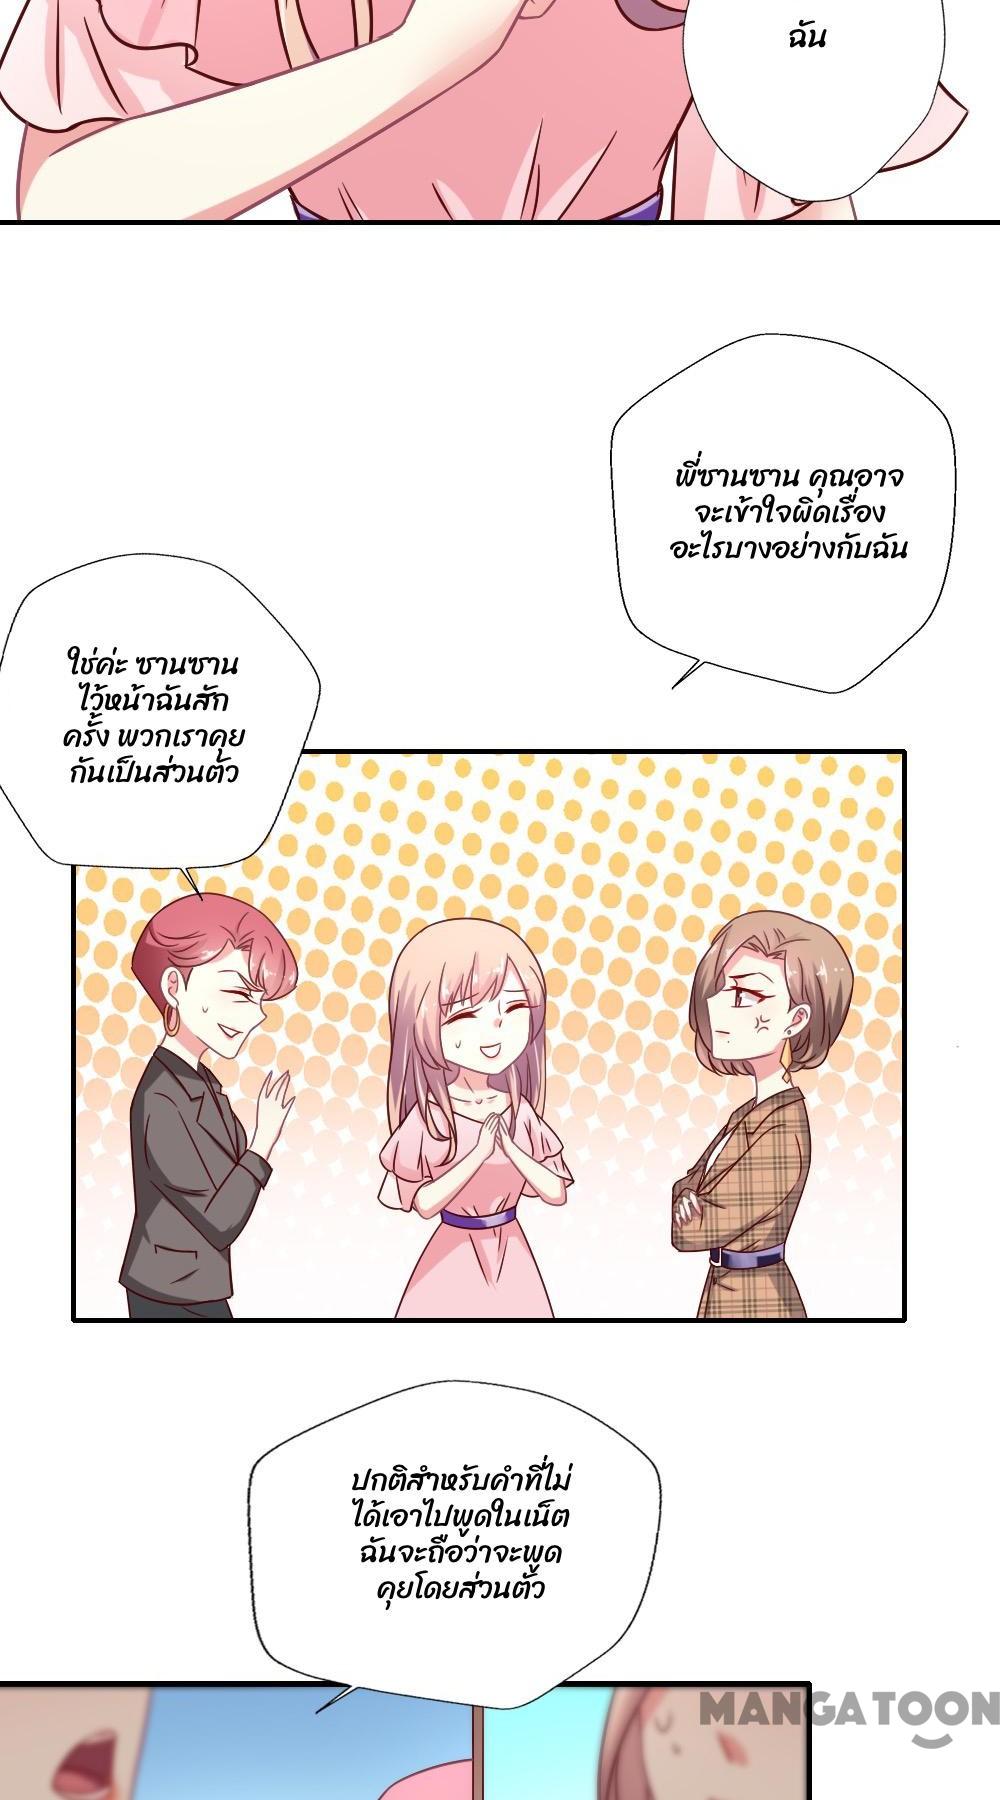 ฉัน
พี่ซานซาน คุณอาจ
จะเข้าใจผิดเรื่อง
อะไรบางอย่างกับฉัน
ใช่ค่ะ ซานซาน
ไว้หน้าฉันสัก
ครั้ง พวกเราคุย
กันเป็นส่วนตัว
ปกติสำหรับคำที่ไม่
ได้เอาไปพูดในเน็ต
ฉันจะถือว่าจะพูด
คุยโดยส่วนตัว
MANGATOON